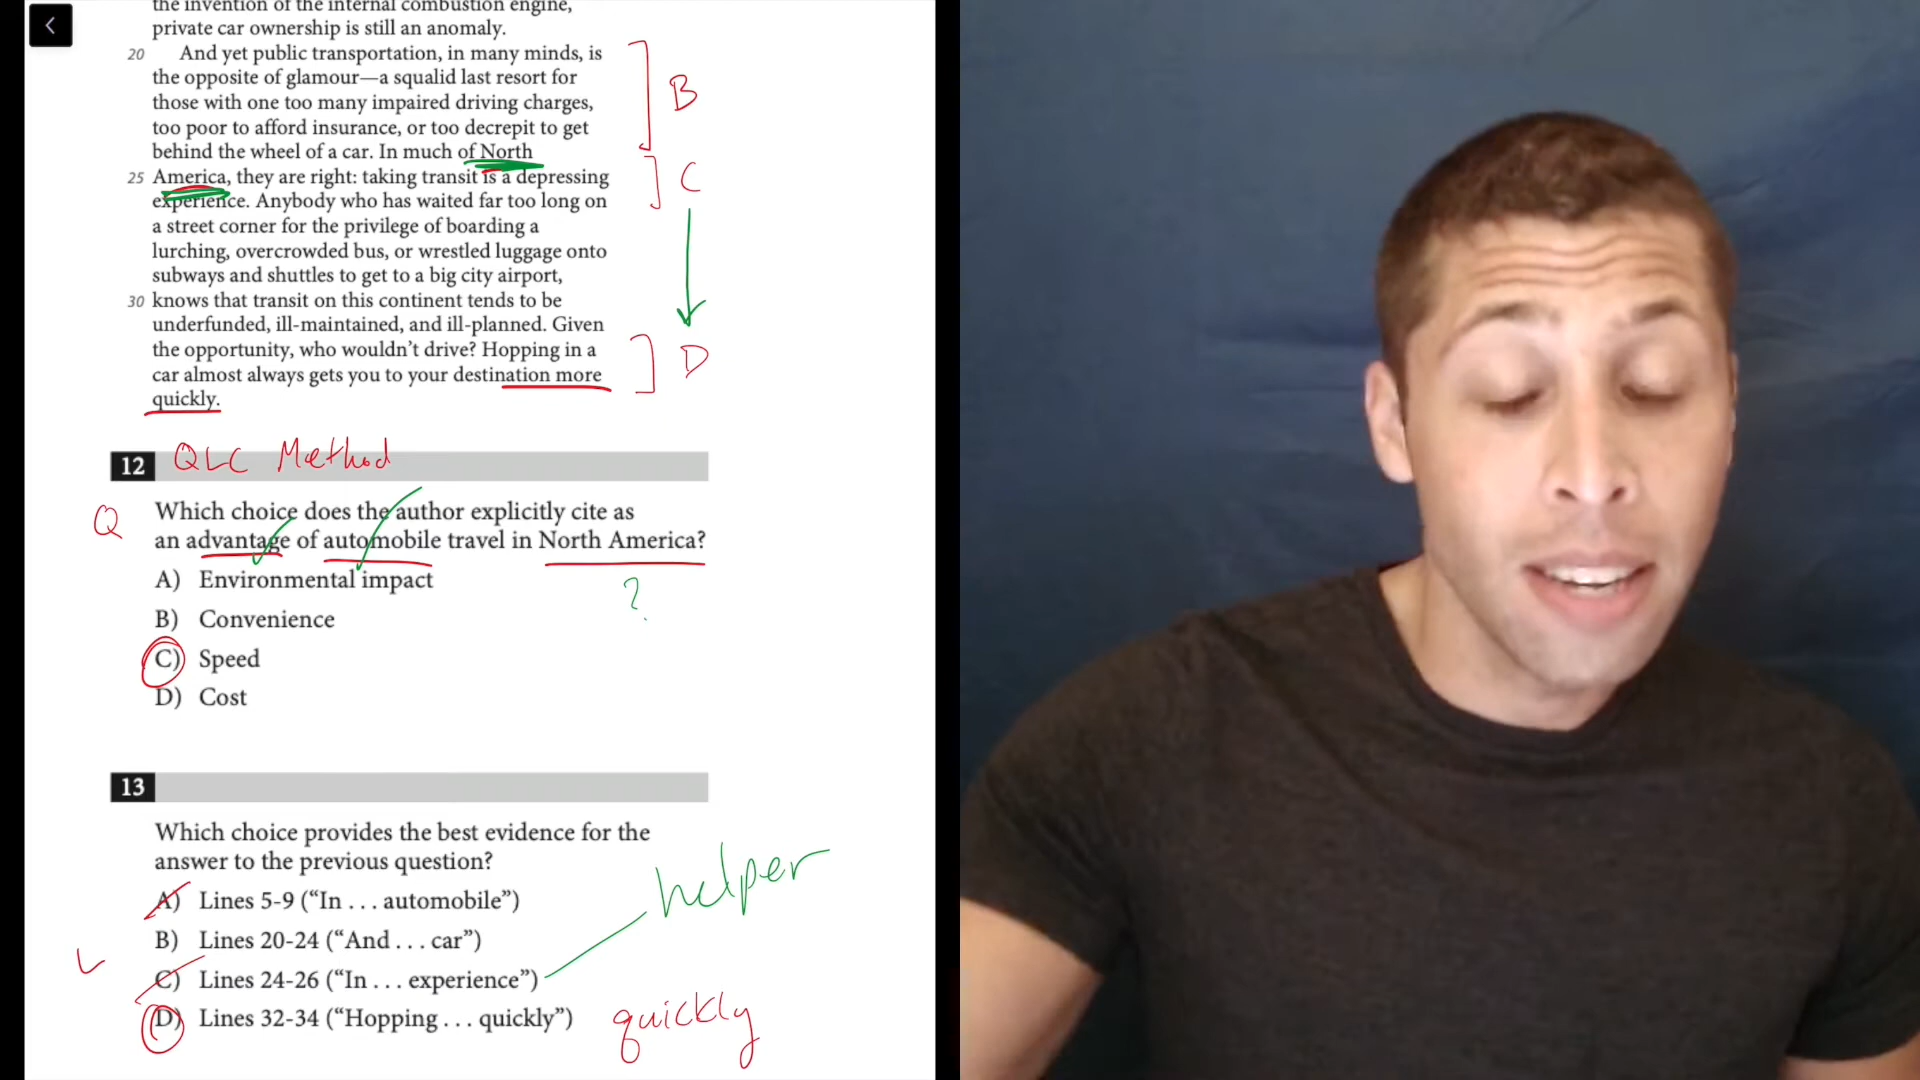 the invention of the internal combustion engine,
private car ownership is still an anomaly.
20 And yet public transportation, in many minds, is
the opposite of glamour—a squalid last resort for
those with one too many impaired driving charges,
too poor to afford insurance, or too decrepit to get
behind the wheel of a car. In much of North
25 America, they are right: taking transit is a depressing
experience. Anybody who has waited far too long on
a street corner for the privilege of boarding a
lurching, overcrowded bus, or wrestled luggage onto
subways and shuttles to get to a big city airport,
30 knows that transit on this continent tends to be
underfunded, ill-maintained, and ill-planned. Given
the opportunity, who wouldn't drive? Hopping in a
car almost always gets you to your destination more
quickly.
B
C
D
12 QLC Method
Q
Which choice does the author explicitly cite as
an advantage of automobile travel in North America?
?
A) Environmental impact
B) Convenience
C) Speed
D) Cost
13
Which choice provides the best evidence for the
answer to the previous question?
helper
A) Lines 5-9 (“In . . . automobile”)
B) Lines 20-24 (“And . . . car”)
L
C) Lines 24-26 (“In . . . experience”)
D) Lines 32-34 (“Hopping . . . quickly”) quickly